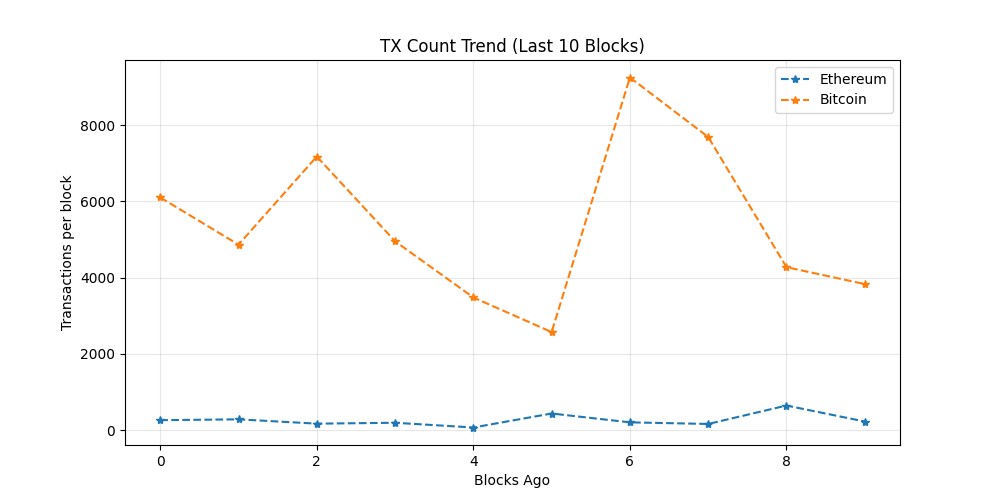 TX Count Trend (Last 10 Blocks)
Ethereum
Bitcoin
Transactions per block
8000
6000
4000
2000
0
0 2 4 6 8
Blocks Ago